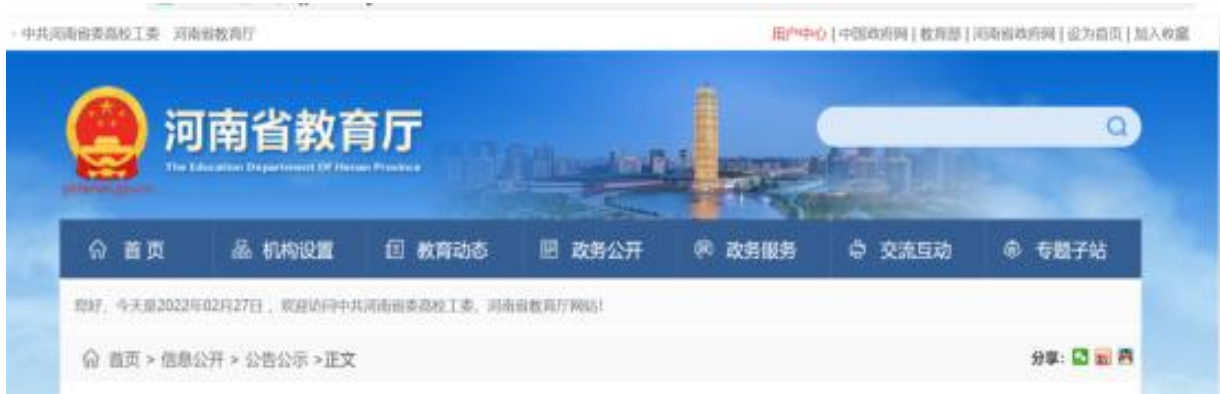 中共河南省委高校工委 河南省教育厅
用户中心 | 中国政府网 | 教育部 | 河南省政府网 | 设为首页 | 加入收藏
河南省教育厅
The Education Department Of Henan Province
首页 机构设置 教育动态 政务公开 政务服务 交流互动 专题子站
您好，今天是2022年02月27日，欢迎访问中共河南省委高校工委、河南省教育厅网站！
首页 > 信息公开 > 公告公示 >正文
分享: